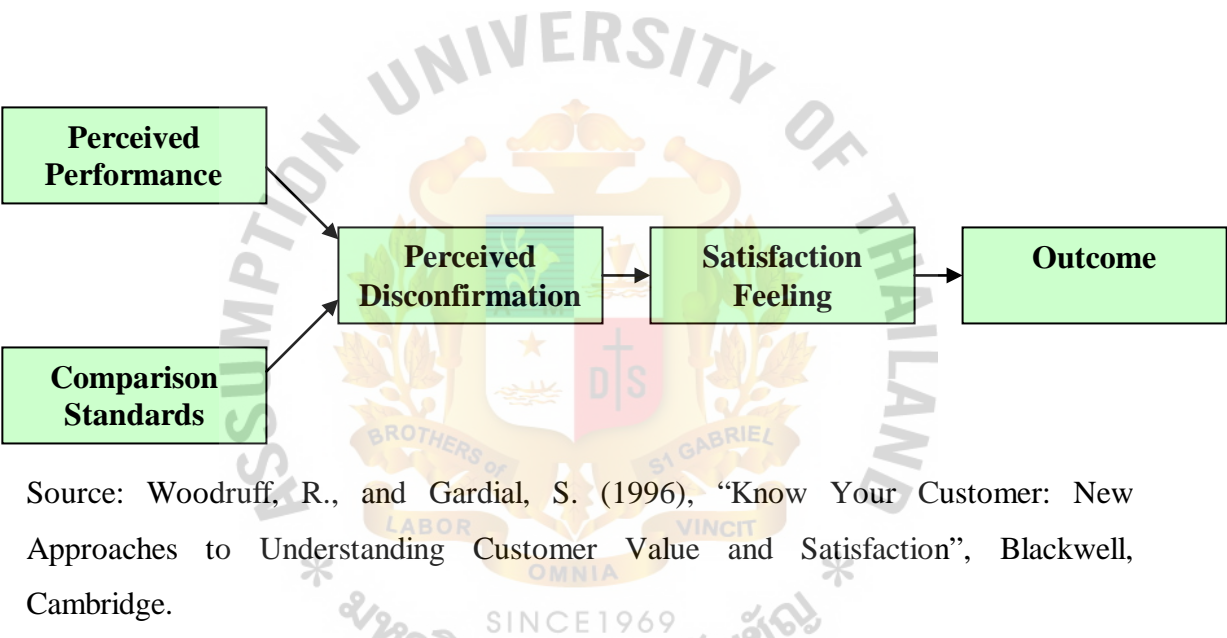 ASSUMPTION UNIVERSITY OF THAILAND
Perceived
Performance
Perceived
Disconfirmation
Satisfaction
Feeling
Outcome
Comparison
Standards
A M
D S
BROTHERS of
S1 GABRIEL
Source: Woodruff, R., and Gardial, S. (1996), “Know Your Customer: New
LABOR
VINCIT
Approaches to Understanding Customer Value and Satisfaction”, Blackwell,
OMNIA
Cambridge.
SINCE1969